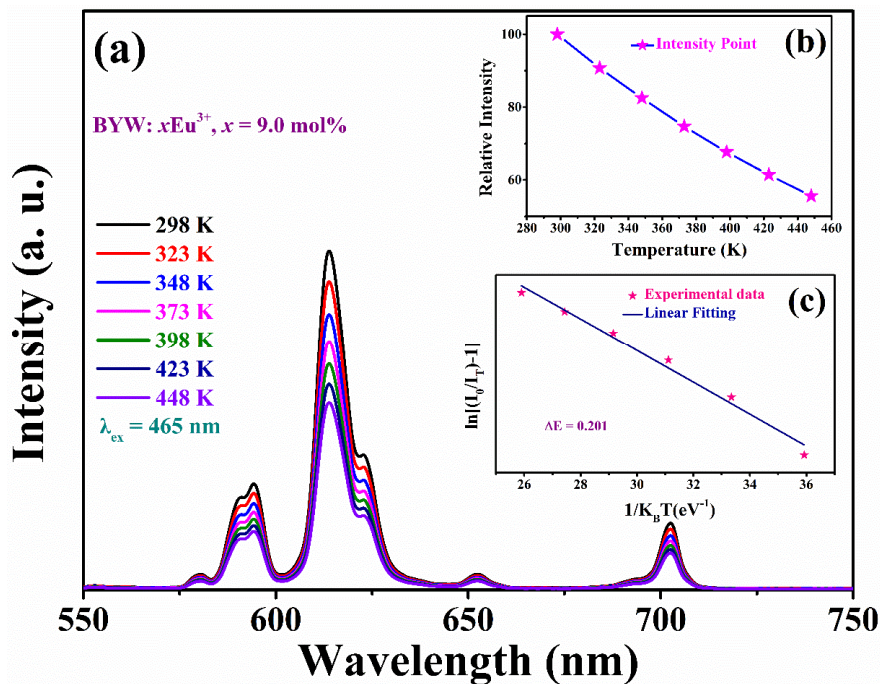 (a)
BYW: xEu³⁺, x = 9.0 mol%
298 K
323 K
348 K
373 K
398 K
423 K
448 K
λex = 465 nm
Intensity (a. u.)
550 600 650 700 750
Wavelength (nm)
(b)
Intensity Point
Relative Intensity
100
80
60
280 300 320 340 360 380 400 420 440 460
Temperature (K)
(c)
Experimental data
Linear Fitting
ln[(I₀/I_T)-1]
ΔE = 0.201
26 28 30 32 34 36
1/K_BT(eV⁻¹)